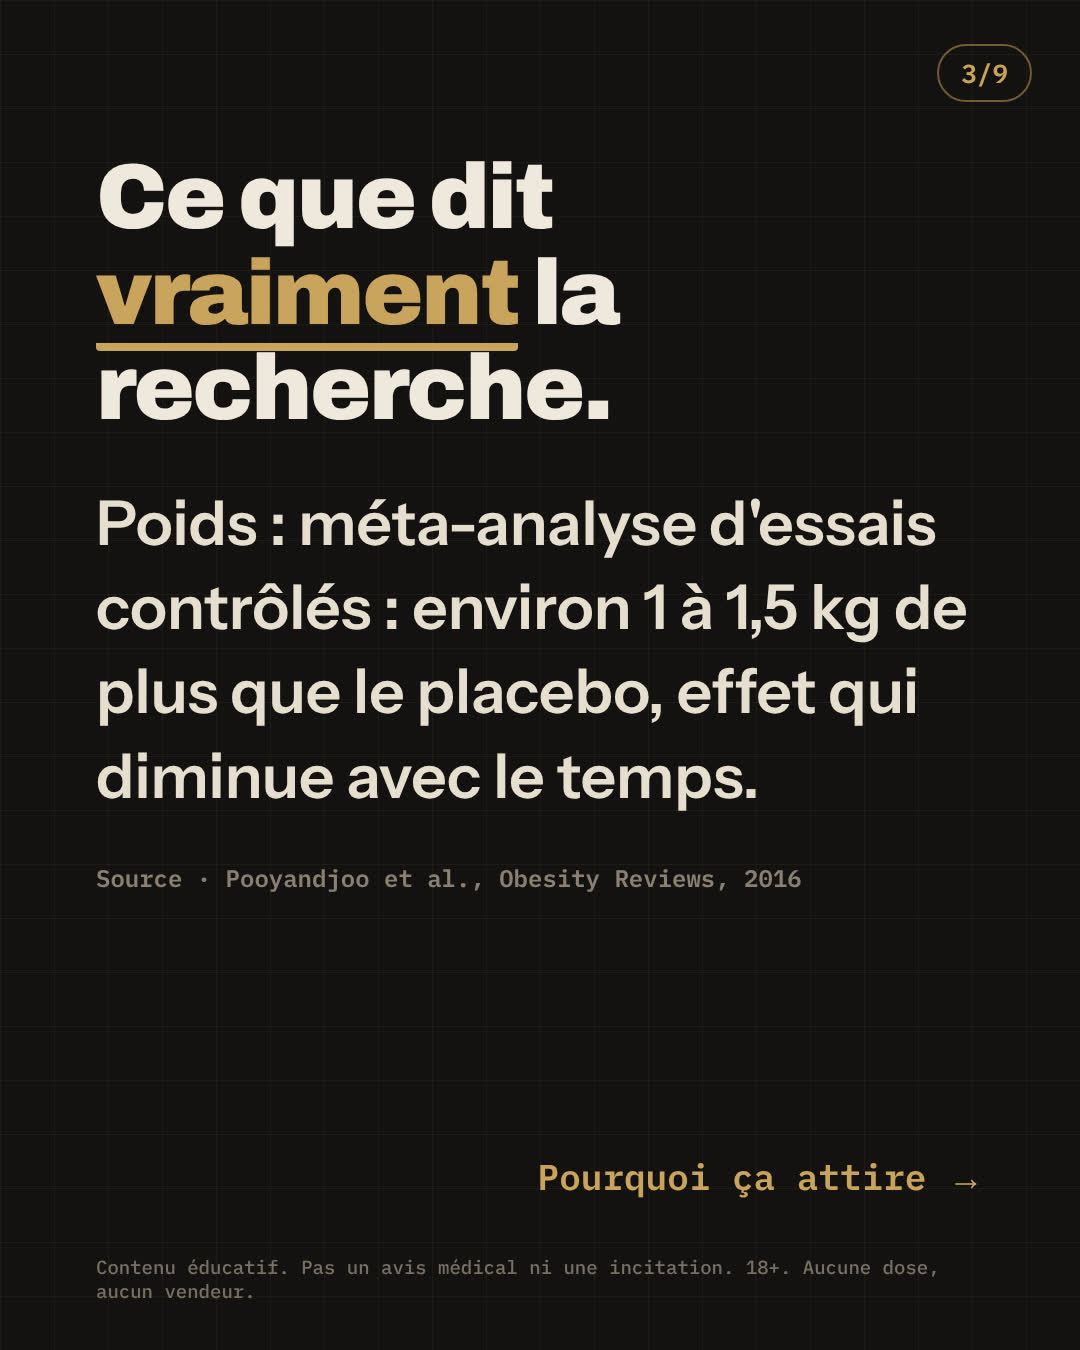 3/9
Ce que dit
vraiment la
recherche.
Poids : méta-analyse d'essais
contrôlés : environ 1 à 1,5 kg de
plus que le placebo, effet qui
diminue avec le temps.
Source · Pooyandjoo et al., Obesity Reviews, 2016
Pourquoi ça attire →
Contenu éducatif. Pas un avis médical ni une incitation. 18+. Aucune dose,
aucun vendeur.